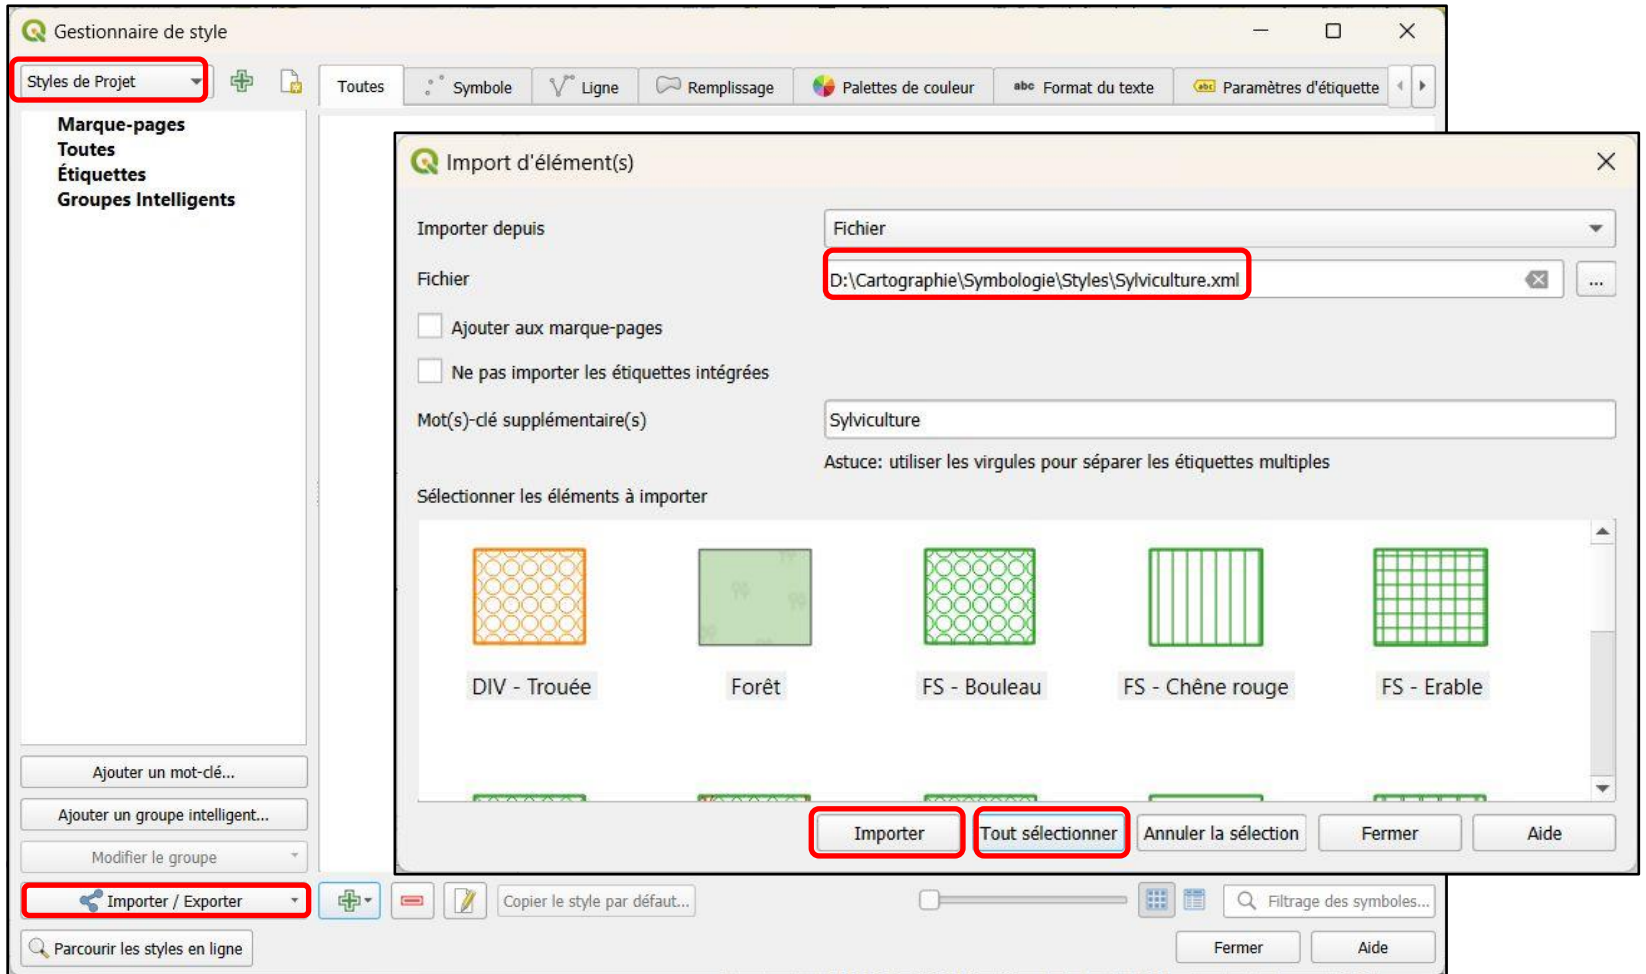 Gestionnaire de style
Styles de Projet
Toutes
Symbole
Ligne
Remplissage
Palettes de couleur
abc Format du texte
abc Paramètres d'étiquette
Marque-pages
Toutes
Étiquettes
Groupes Intelligents
Import d'élément(s)
Importer depuis
Fichier
Fichier
D:\Cartographie\Symbologie\Styles\Sylviculture.xml
...
Ajouter aux marque-pages
Ne pas importer les étiquettes intégrées
Mot(s)-clé supplémentaire(s)
Sylviculture
Astuce: utiliser les virgules pour séparer les étiquettes multiples
Sélectionner les éléments à importer
DIV - Trouée
Forêt
FS - Bouleau
FS - Chêne rouge
FS - Erable
Importer
Tout sélectionner
Annuler la sélection
Fermer
Aide
Ajouter un mot-clé...
Ajouter un groupe intelligent...
Modifier le groupe
Importer / Exporter
Copier le style par défaut...
Filtrage des symboles...
Parcourir les styles en ligne
Fermer
Aide